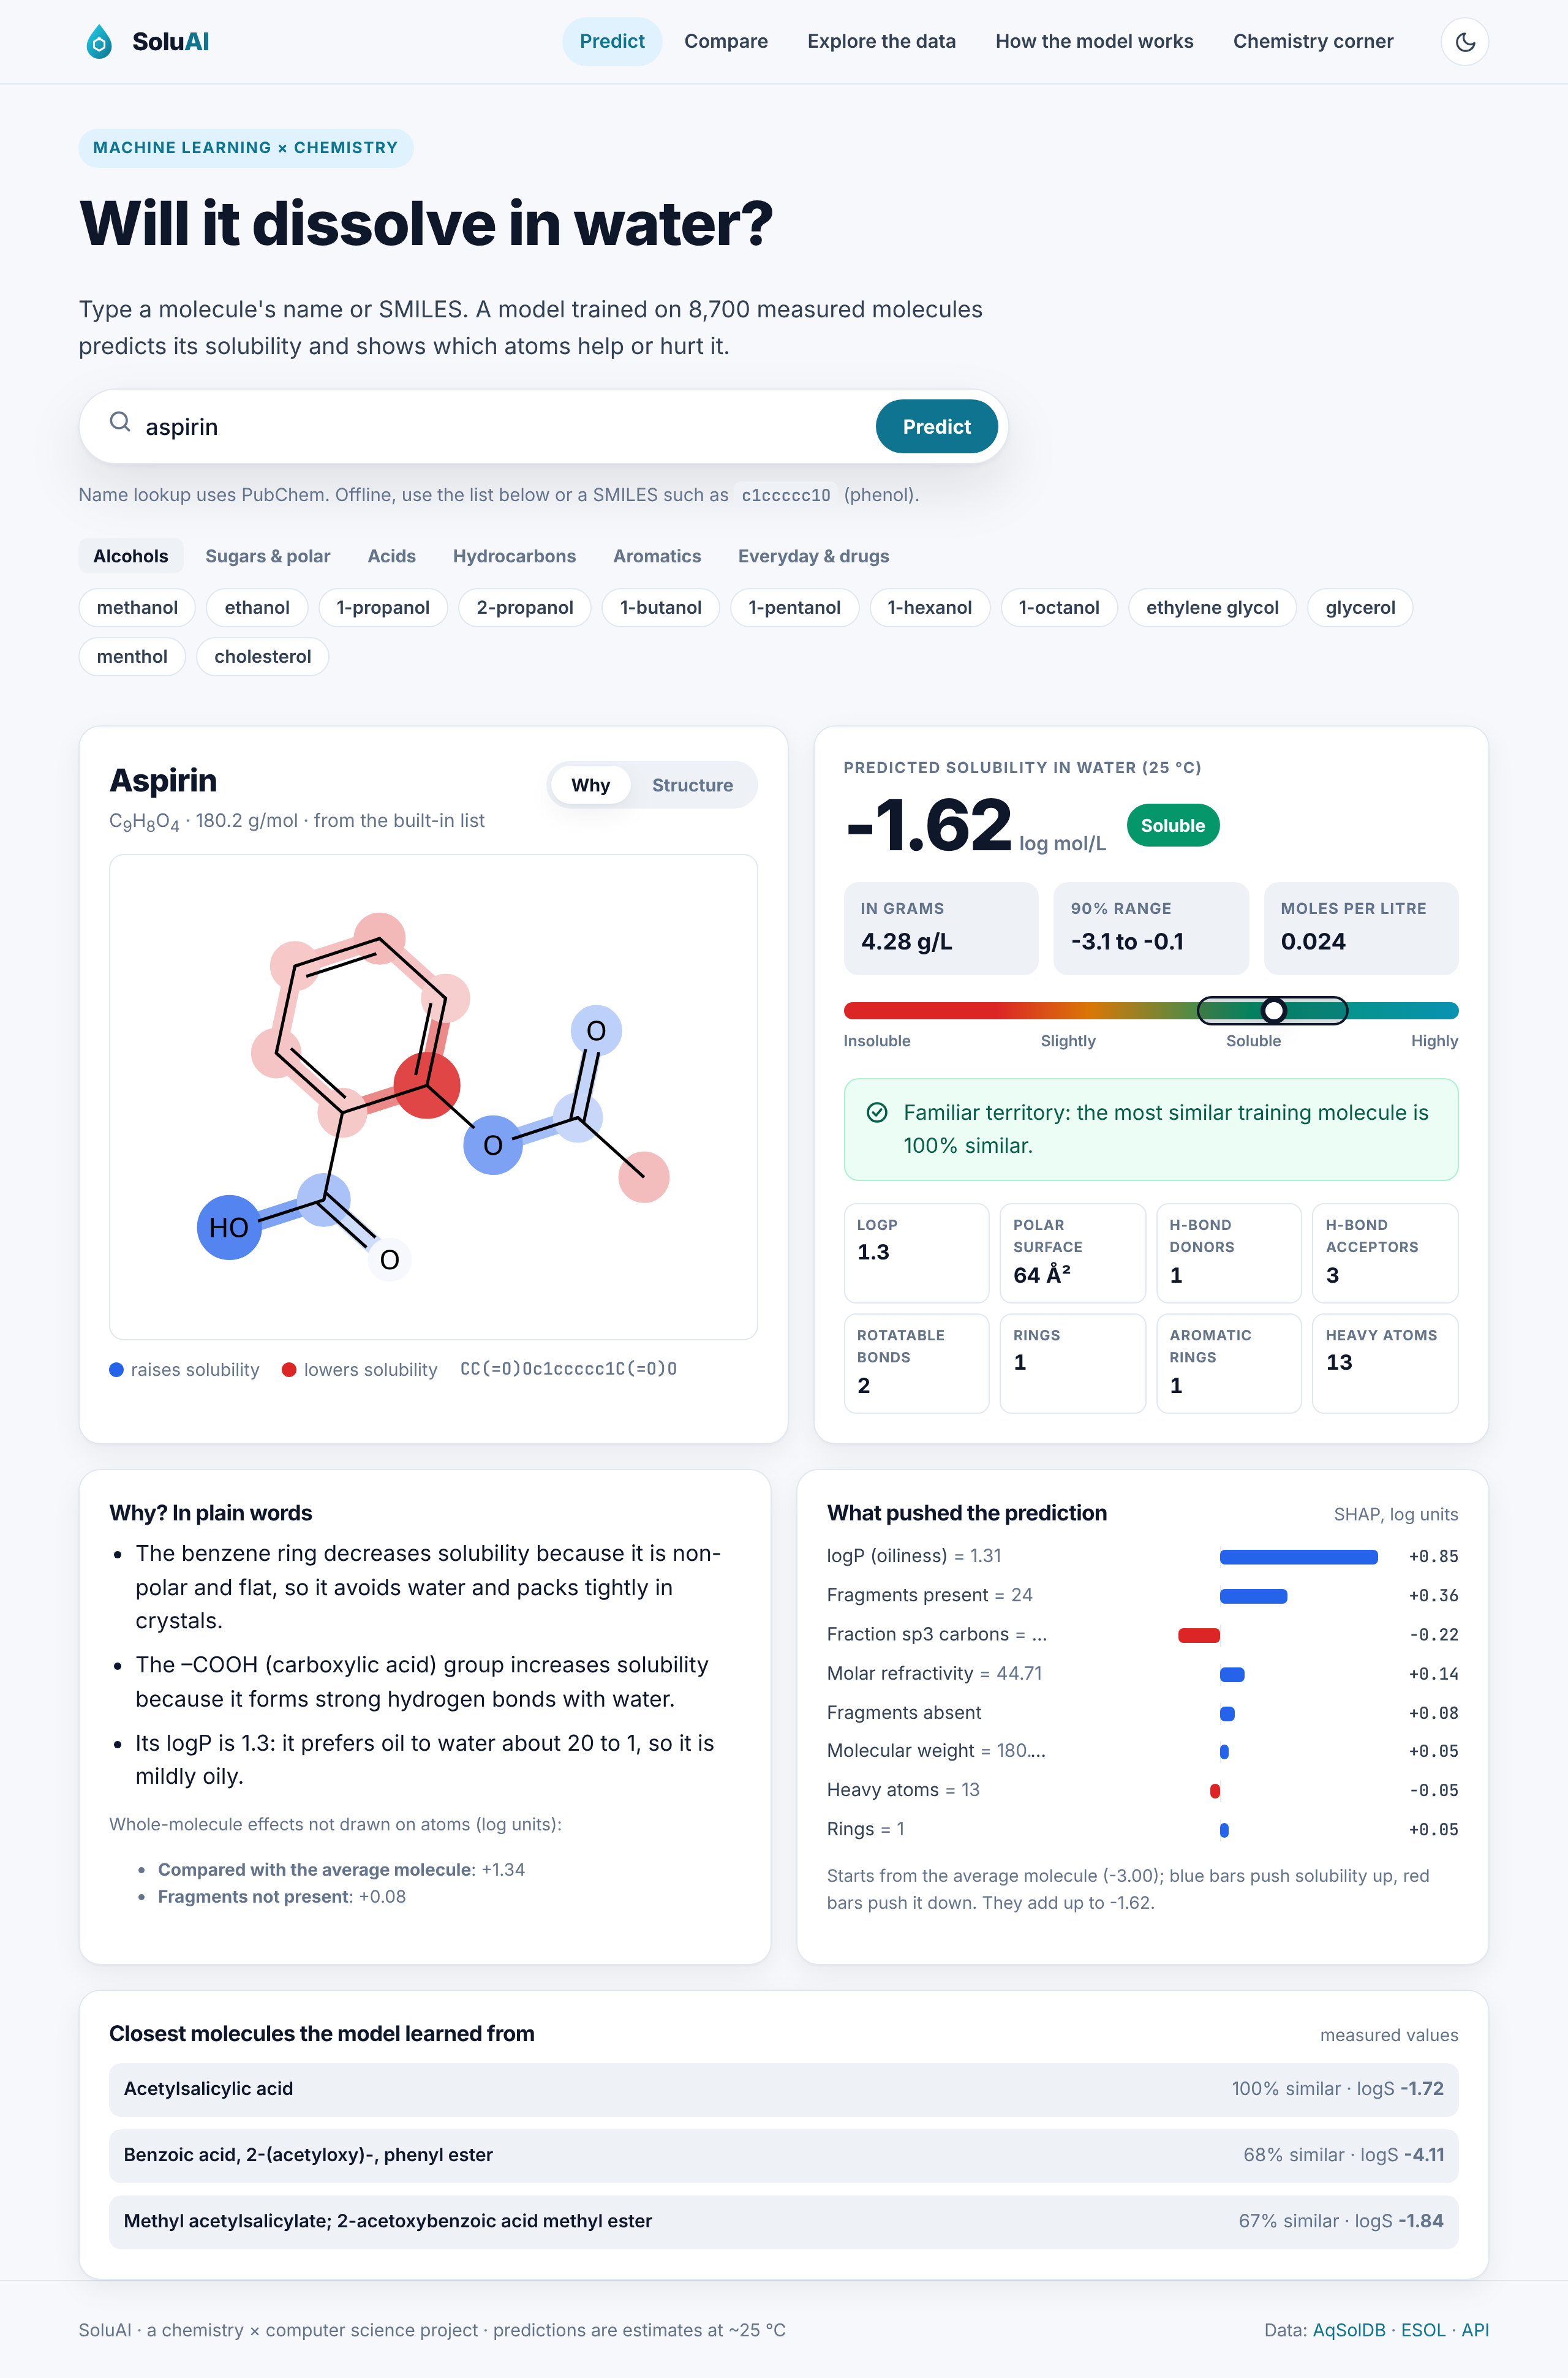 SoluAI
Predict
Compare
Explore the data
How the model works
Chemistry corner
MACHINE LEARNING × CHEMISTRY
Will it dissolve in water?
Type a molecule's name or SMILES. A model trained on 8,700 measured molecules
predicts its solubility and shows which atoms help or hurt it.
aspirin
Predict
Name lookup uses PubChem. Offline, use the list below or a SMILES such as c1ccccc1O (phenol).
Alcohols
Sugars & polar
Acids
Hydrocarbons
Aromatics
Everyday & drugs
methanol
ethanol
1-propanol
2-propanol
1-butanol
1-pentanol
1-hexanol
1-octanol
ethylene glycol
glycerol
menthol
cholesterol
Aspirin
Why
Structure
C₉H₈O₄ · 180.2 g/mol · from the built-in list
O
O
HO
O
raises solubility
lowers solubility
CC(=O)Oc1ccccc1C(=O)O
PREDICTED SOLUBILITY IN WATER (25 °C)
-1.62 log mol/L
Soluble
IN GRAMS
4.28 g/L
90% RANGE
-3.1 to -0.1
MOLES PER LITRE
0.024
Insoluble
Slightly
Soluble
Highly
Familiar territory: the most similar training molecule is
100% similar.
LOGP
1.3
POLAR
SURFACE
64 Å²
H-BOND
DONORS
1
H-BOND
ACCEPTORS
3
ROTATABLE
BONDS
2
RINGS
1
AROMATIC
RINGS
1
HEAVY ATOMS
13
Why? In plain words
• The benzene ring decreases solubility because it is non-
polar and flat, so it avoids water and packs tightly in
crystals.
• The –COOH (carboxylic acid) group increases solubility
because it forms strong hydrogen bonds with water.
• Its logP is 1.3: it prefers oil to water about 20 to 1, so it is
mildly oily.
Whole-molecule effects not drawn on atoms (log units):
• Compared with the average molecule: +1.34
• Fragments not present: +0.08
What pushed the prediction
SHAP, log units
logP (oiliness) = 1.31 +0.85
Fragments present = 24 +0.36
Fraction sp3 carbons = ... -0.22
Molar refractivity = 44.71 +0.14
Fragments absent +0.08
Molecular weight = 180.... +0.05
Heavy atoms = 13 -0.05
Rings = 1 +0.05
Starts from the average molecule (-3.00); blue bars push solubility up, red
bars push it down. They add up to -1.62.
Closest molecules the model learned from
measured values
Acetylsalicylic acid
100% similar · logS -1.72
Benzoic acid, 2-(acetyloxy)-, phenyl ester
68% similar · logS -4.11
Methyl acetylsalicylate; 2-acetoxybenzoic acid methyl ester
67% similar · logS -1.84
SoluAI · a chemistry × computer science project · predictions are estimates at ~25 °C
Data: AqSolDB · ESOL · API